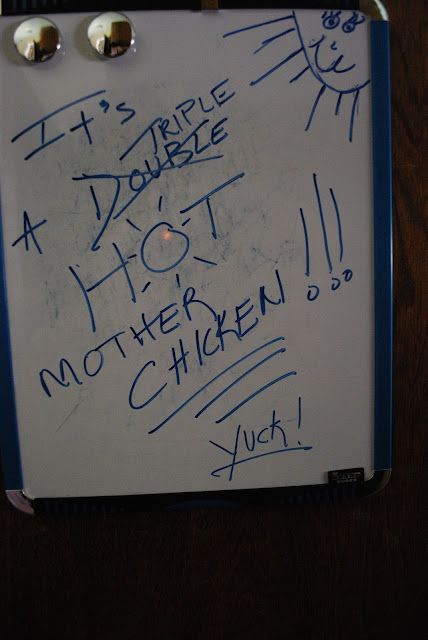 It's
TRIPLE
A DOUBLE
HOT
MOTHER
CHICKEN!!!
Yuck!